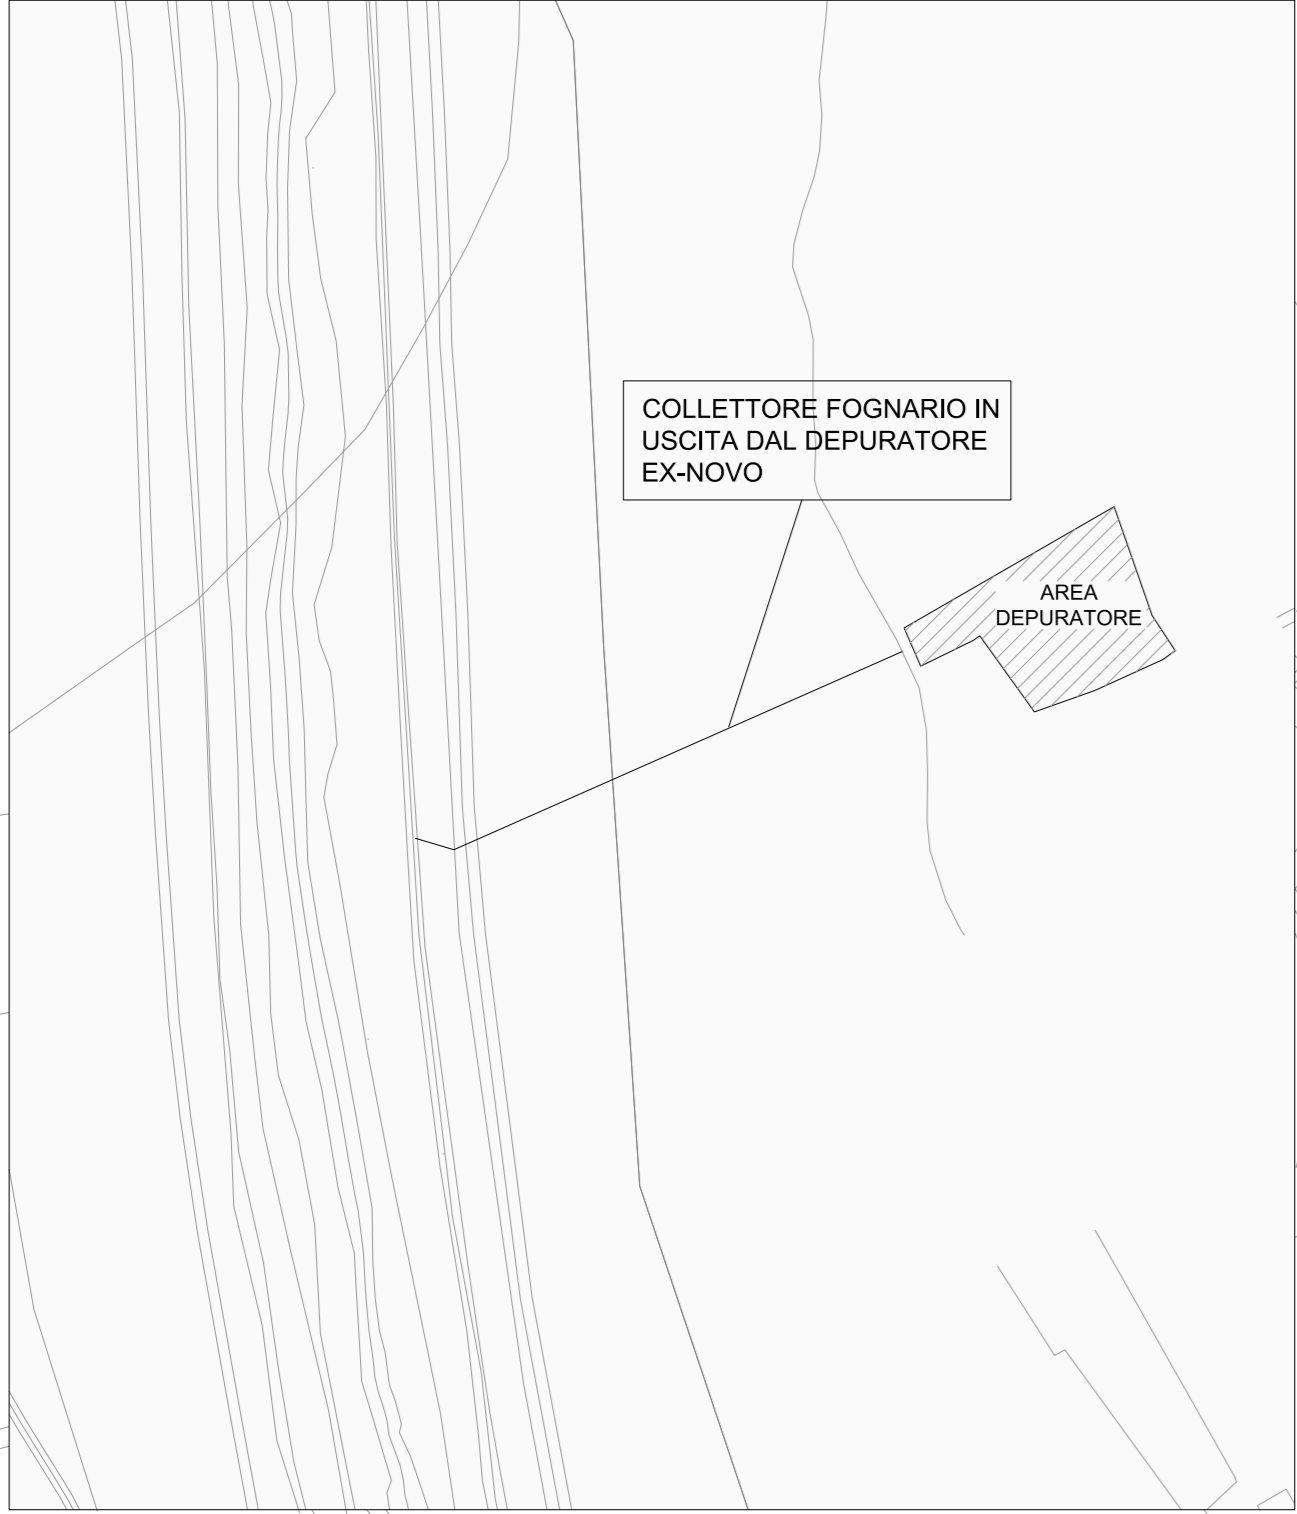 COLLETTORE FOGNARIO IN
USCITA DAL DEPURATORE
EX-NOVO
AREA
DEPURATORE